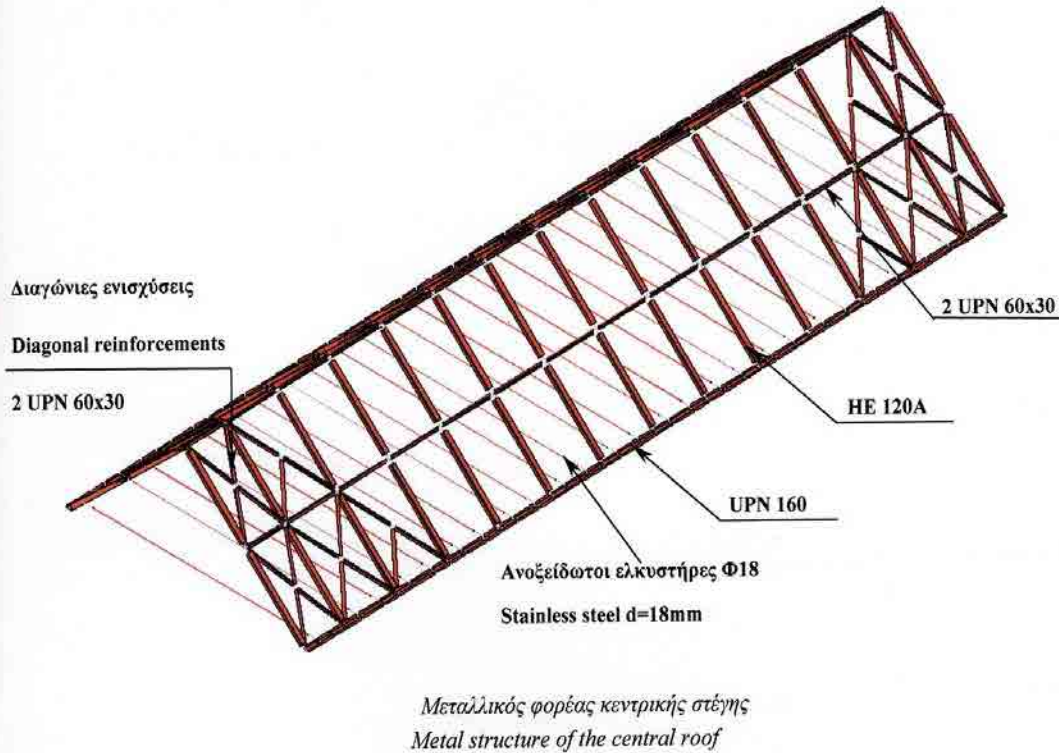 Διαγώνιες ενισχύσεις
Diagonal reinforcements
2 UPN 60x30
2 UPN 60x30
HE 120A
UPN 160
Ανοξείδωτοι ελκυστήρες Φ18
Stainless steel d=18mm
Μεταλλικός φορέας κεντρικής στέγης
Metal structure of the central roof